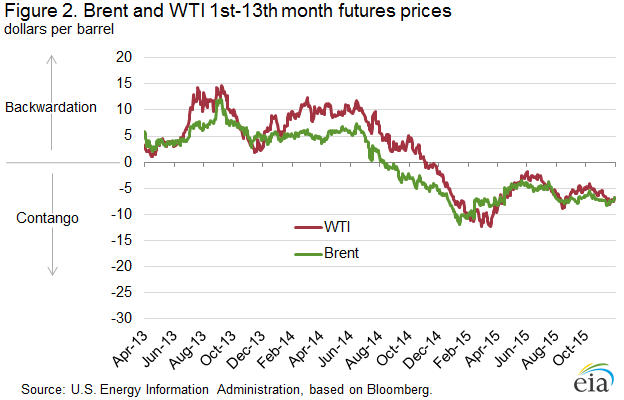 Figure 2. Brent and WTI 1st-13th month futures prices
dollars per barrel
Backwardation
Contango
20
15
10
5
0
-5
-10
-15
-20
-25
-30
WTI
Brent
Apr-13
Jun-13
Aug-13
Oct-13
Dec-13
Feb-14
Apr-14
Jun-14
Aug-14
Oct-14
Dec-14
Feb-15
Apr-15
Jun-15
Aug-15
Oct-15
Source: U.S. Energy Information Administration, based on Bloomberg.
eia